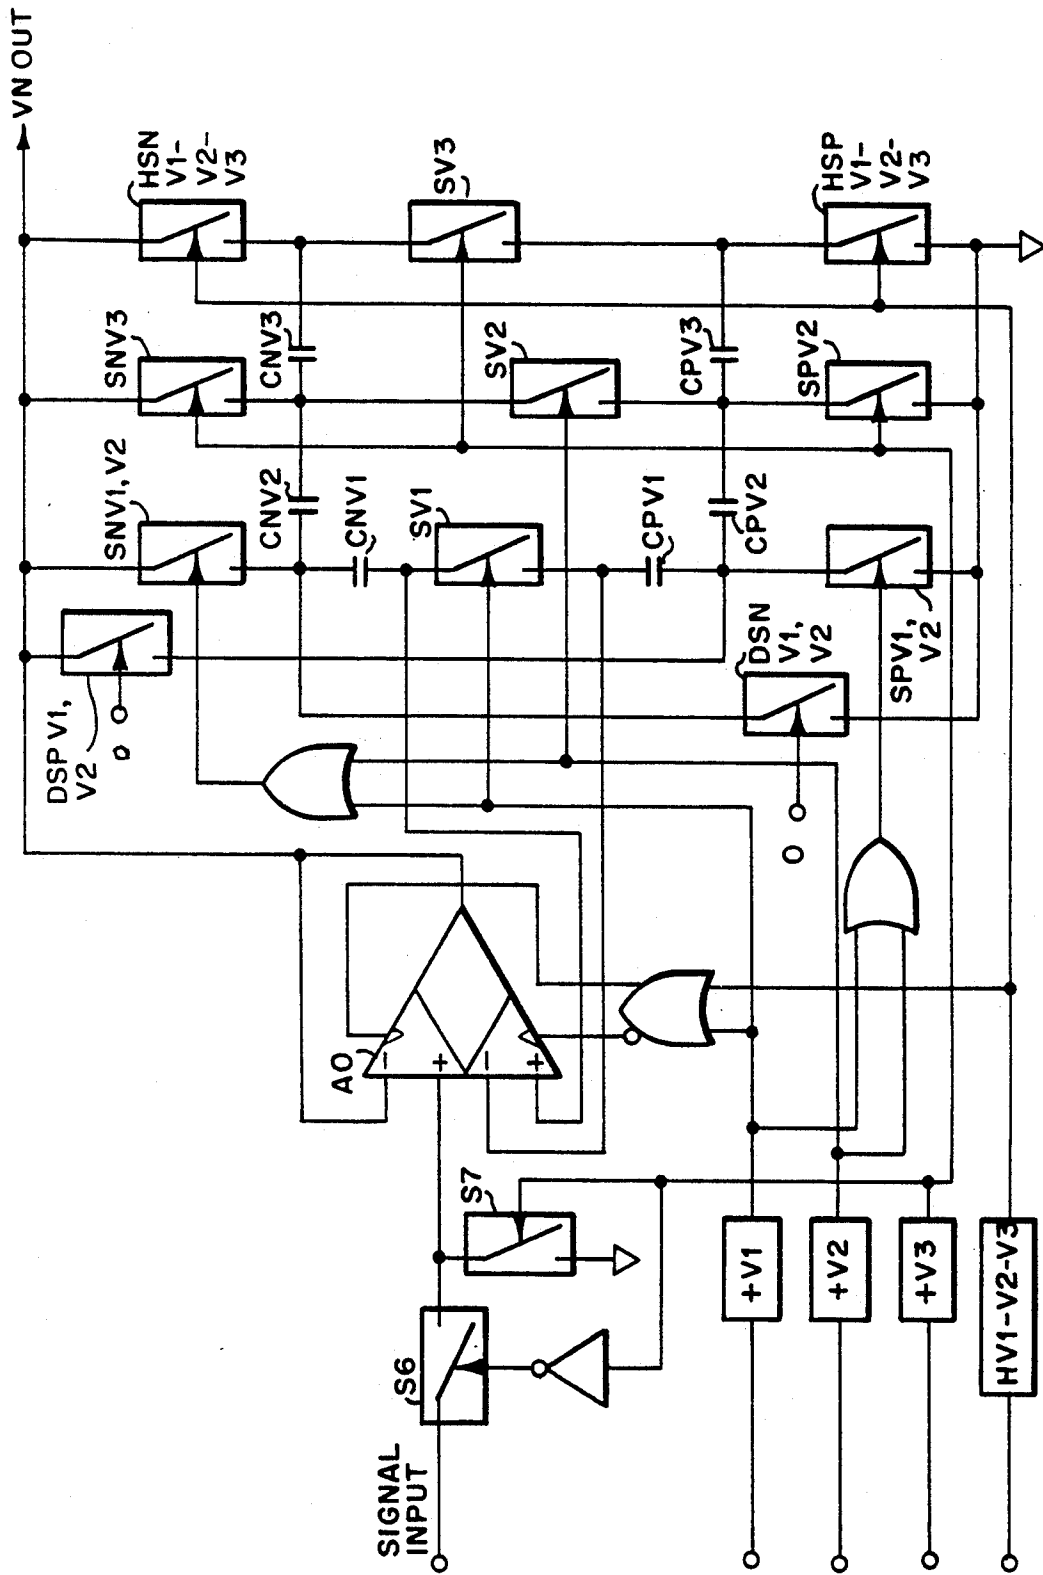 VN OUT
HSN
V1-
V2-
V3
SV3
HSP
V1-
V2-
V3
SNV3
CNV3
SV2
CPV3
SPV2
SNV1, V2
CNV2
CNV1
SV1
CPV1
CPV2
SPV1,
V2
DSPV1,
V2
O
DSN
V1,
V2
O
AO
-
+
-
+
S7
S6
SIGNAL
INPUT
+V1
+V2
+V3
HV1-V2-V3